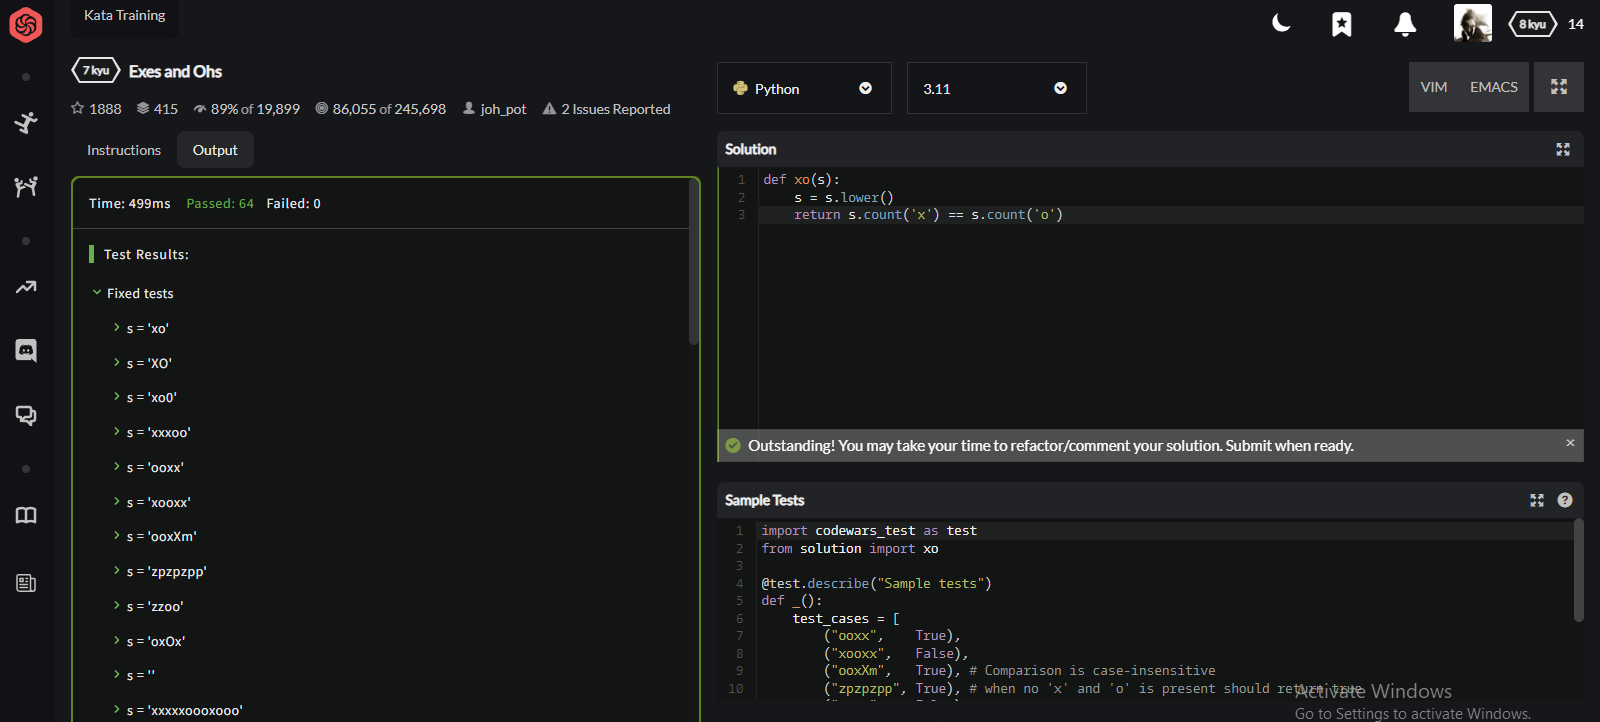 Kata Training
8 kyu 14
7 kyu Exes and Ohs
1888 415 89% of 19,899 86,055 of 245,698 joh_pot 2 Issues Reported
Instructions Output
Time: 499ms Passed: 64 Failed: 0
Test Results:
Fixed tests
s = 'xo'
s = 'XO'
s = 'xo0'
s = 'xxxoo'
s = 'ooxx'
s = 'xooxx'
s = 'ooxXm'
s = 'zpzpzpp'
s = 'zzoo'
s = 'oxOx'
s = ''
s = 'xxxxxoooxooo'
Python 3.11 VIM EMACS
Solution
1 def xo(s):
2 s = s.lower()
3 return s.count('x') == s.count('o')
Outstanding! You may take your time to refactor/comment your solution. Submit when ready.
Sample Tests
1 import codewars_test as test
2 from solution import xo
3
4 @test.describe("Sample tests")
5 def _():
6 test_cases = [
7 ("ooxx", True),
8 ("xooxx", False),
9 ("ooxXm", True), # Comparison is case-insensitive
10 ("zpzpzpp", True), # when no 'x' and 'o' is present should return true
Activate Windows
Go to Settings to activate Windows.